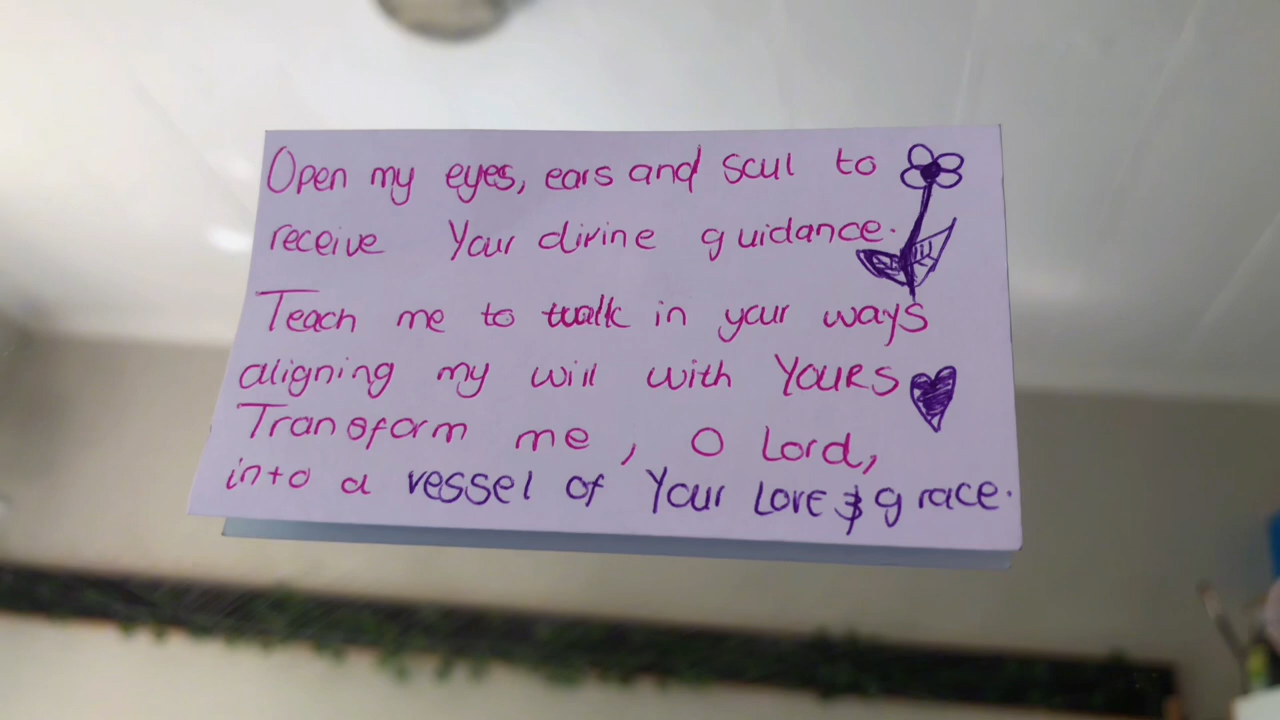 Open my eyes, ears and soul to
receive Your divine guidance.
Teach me to walk in your ways
aligning my will with YOURS
Transform me, O Lord,
into a vessel of Your LOVE & grace.